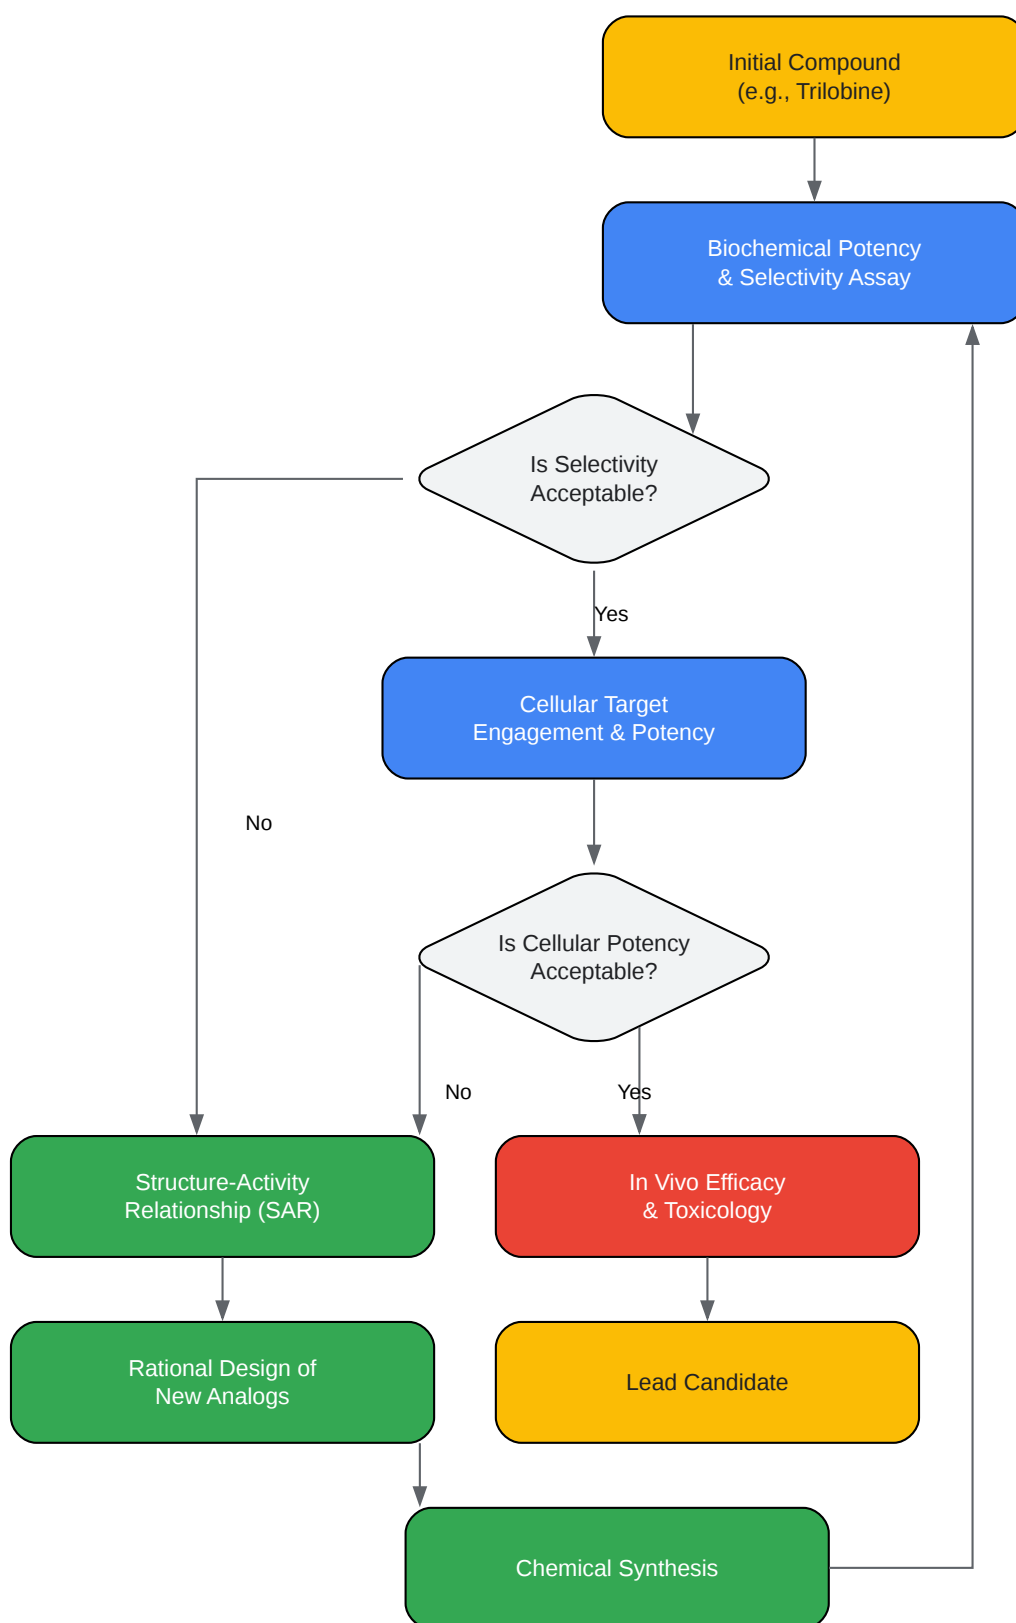 Initial Compound
(e.g., Trilobine)
Biochemical Potency
& Selectivity Assay
Is Selectivity
Acceptable?
Yes
Cellular Target
Engagement & Potency
No
Is Cellular Potency
Acceptable?
No
Yes
Structure-Activity
Relationship (SAR)
In Vivo Efficacy
& Toxicology
Rational Design of
New Analogs
Lead Candidate
Chemical Synthesis